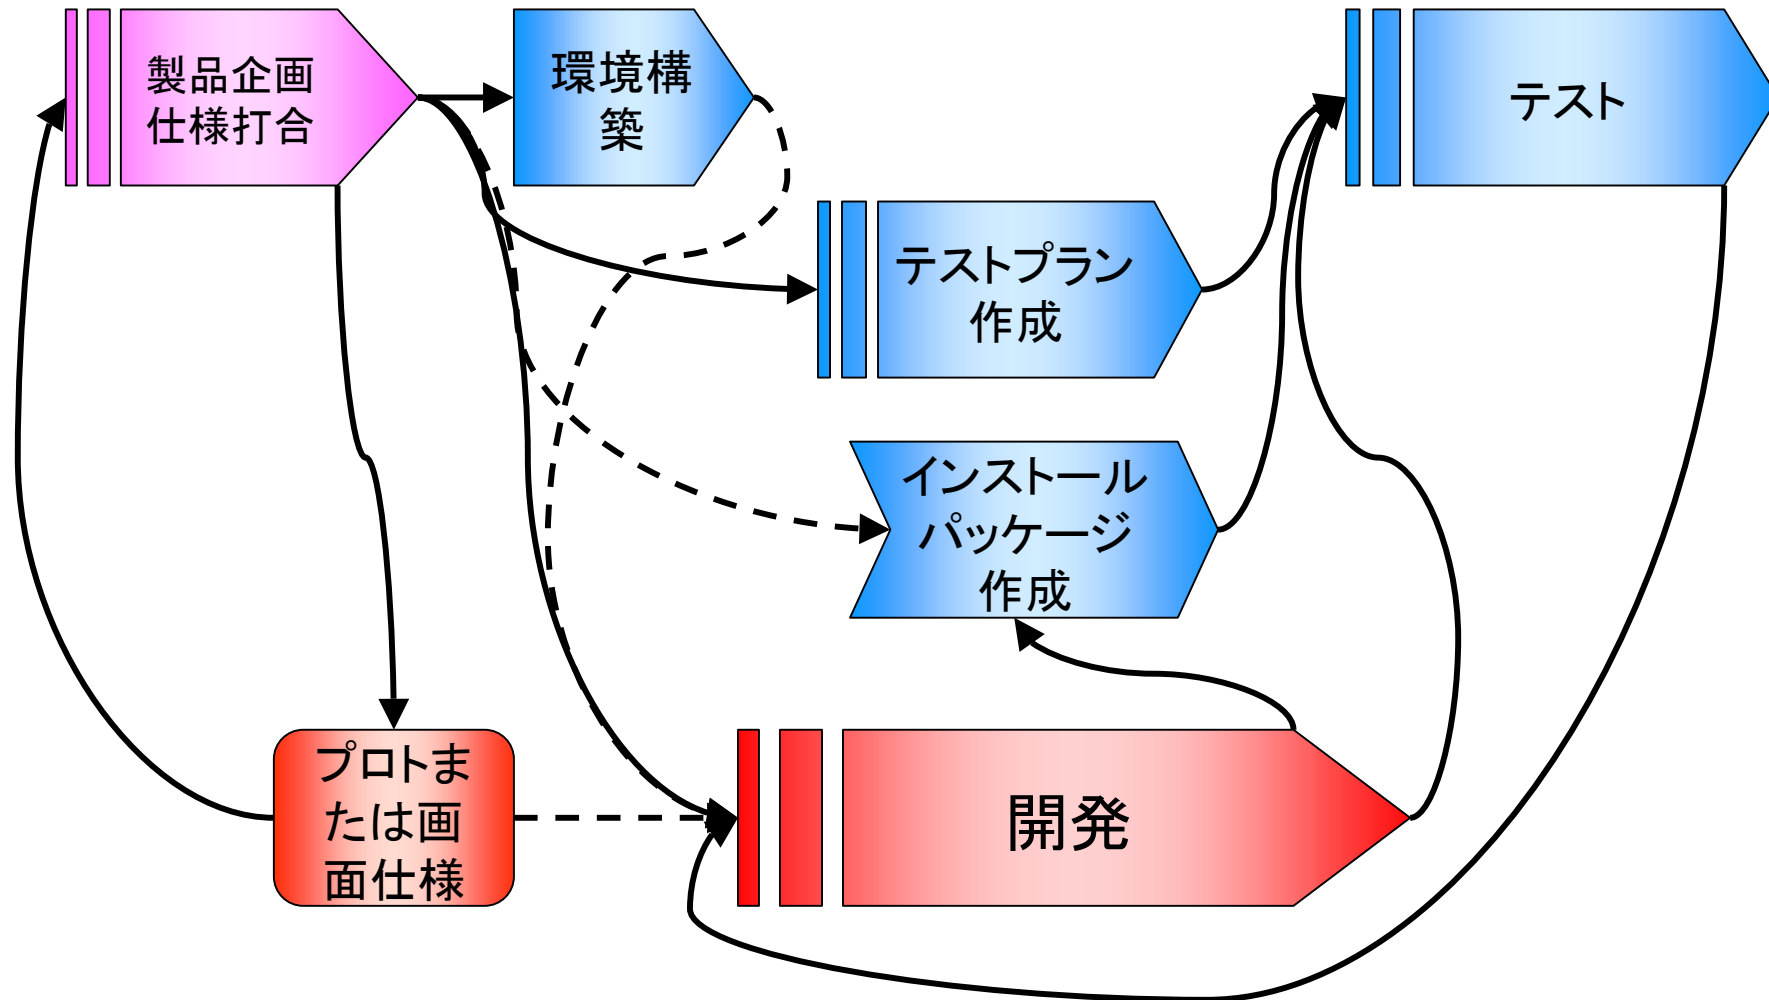 製品企画
仕様打合
環境構
築
テスト
テストプラン
作成
インストール
パッケージ
作成
プロトま
たは画
面仕様
開発